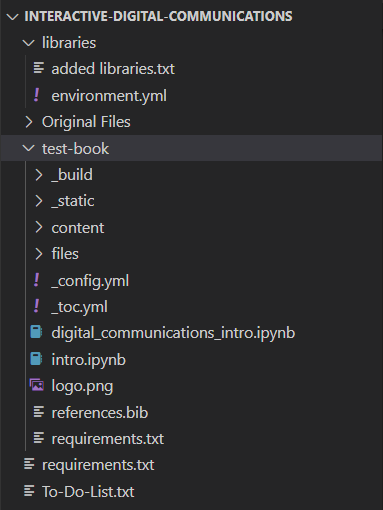 INTERACTIVE-DIGITAL-COMMUNICATIONS
libraries
added libraries.txt
environment.yml
Original Files
test-book
_build
_static
content
files
_config.yml
_toc.yml
digital_communications_intro.ipynb
intro.ipynb
logo.png
references.bib
requirements.txt
requirements.txt
To-Do-List.txt